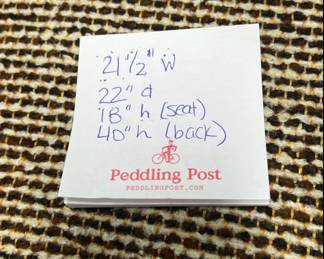 21 1/2" W
22" d
18" h (seat)
40" h (back)
Peddling Post
PEDDLINGPOST.COM